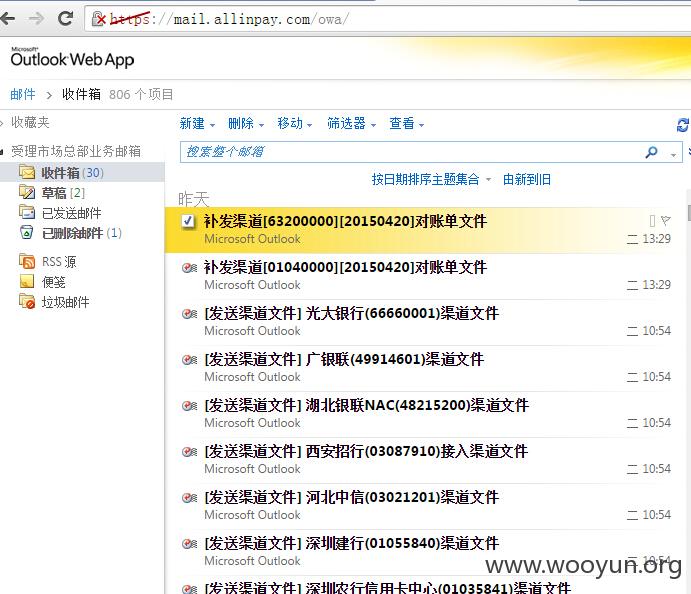 https://mail.allinpay.com/owa/
Microsoft
Outlook Web App
邮件 > 收件箱 806 个项目
收藏夹
受理市场总部业务邮箱
收件箱 (30)
草稿 [2]
已发送邮件
已删除邮件 (1)
RSS 源
便笺
垃圾邮件
新建 删除 移动 筛选器 查看
搜索整个邮箱
按日期排序主题集合 由新到旧
昨天
补发渠道[63200000][20150420]对账单文件
Microsoft Outlook 二 13:29
补发渠道[01040000][20150420]对账单文件
Microsoft Outlook 二 13:29
[发送渠道文件] 光大银行(66660001)渠道文件
Microsoft Outlook 二 10:54
[发送渠道文件] 广银联(49914601)渠道文件
Microsoft Outlook 二 10:54
[发送渠道文件] 湖北银联NAC(48215200)渠道文件
Microsoft Outlook 二 10:54
[发送渠道文件] 西安招行(03087910)接入渠道文件
Microsoft Outlook 二 10:54
[发送渠道文件] 河北中信(03021201)渠道文件
Microsoft Outlook 二 10:54
[发送渠道文件] 深圳建行(01055840)渠道文件
Microsoft Outlook 二 10:54
www.wooyun.org
[发送渠道文件] 深圳农行信用卡中心(01035841)渠道文件